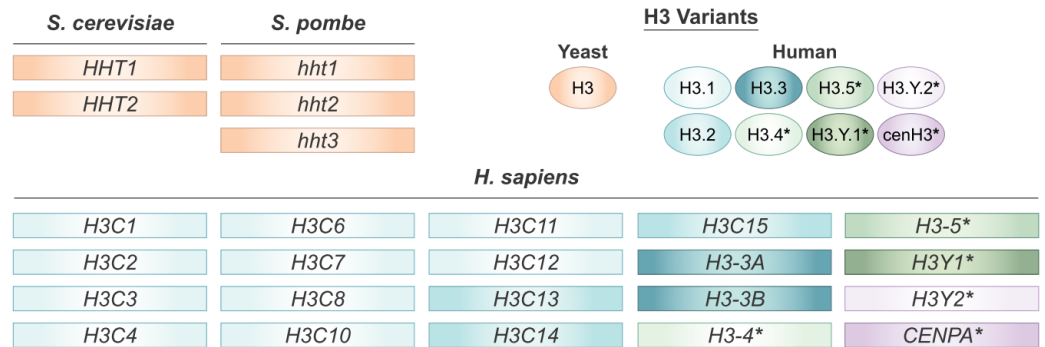 S. cerevisiae
S. pombe
HHT1
hht1
HHT2
hht2
hht3
H3 Variants
Yeast
Human
H3
H3.1
H3.3
H3.5*
H3.Y.2*
H3.2
H3.4*
H3.Y.1*
cenH3*
H. sapiens
H3C1
H3C6
H3C11
H3C15
H3-5*
H3C2
H3C7
H3C12
H3-3A
H3Y1*
H3C3
H3C8
H3C13
H3-3B
H3Y2*
H3C4
H3C10
H3C14
H3-4*
CENPA*